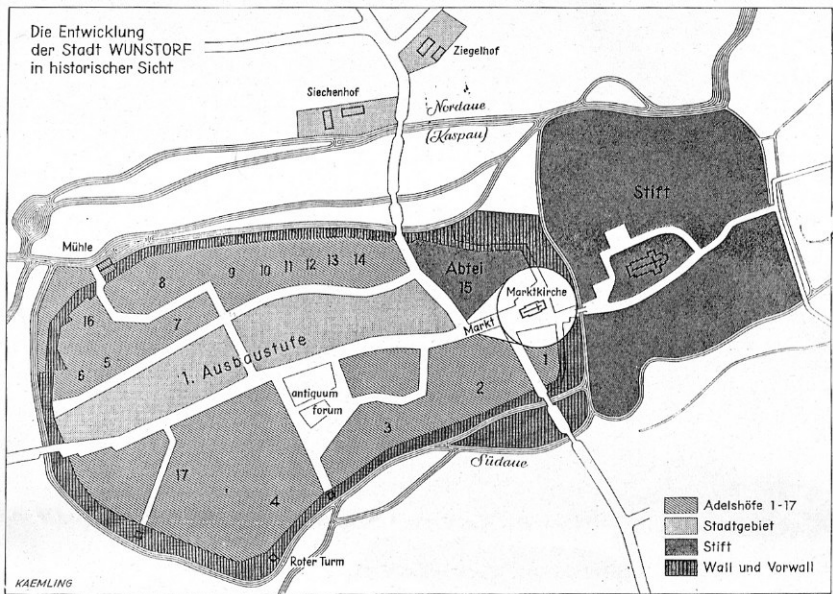 Die Entwicklung
der Stadt WUNSTORF
in historischer Sicht
Ziegelhof
Siechenhof
Nordaue
(Kaspau)
Stift
Mühle
8
9
10
11
12
13
14
Abtei
15
Marktkirche
Markt
16
7
5
6
1. Ausbaustufe
1
2
antiquum
forum
3
Südaue
17
4
Roter Turm
Adelshöfe 1-17
Stadtgebiet
Stift
Wall und Vorwall
KAEMLING